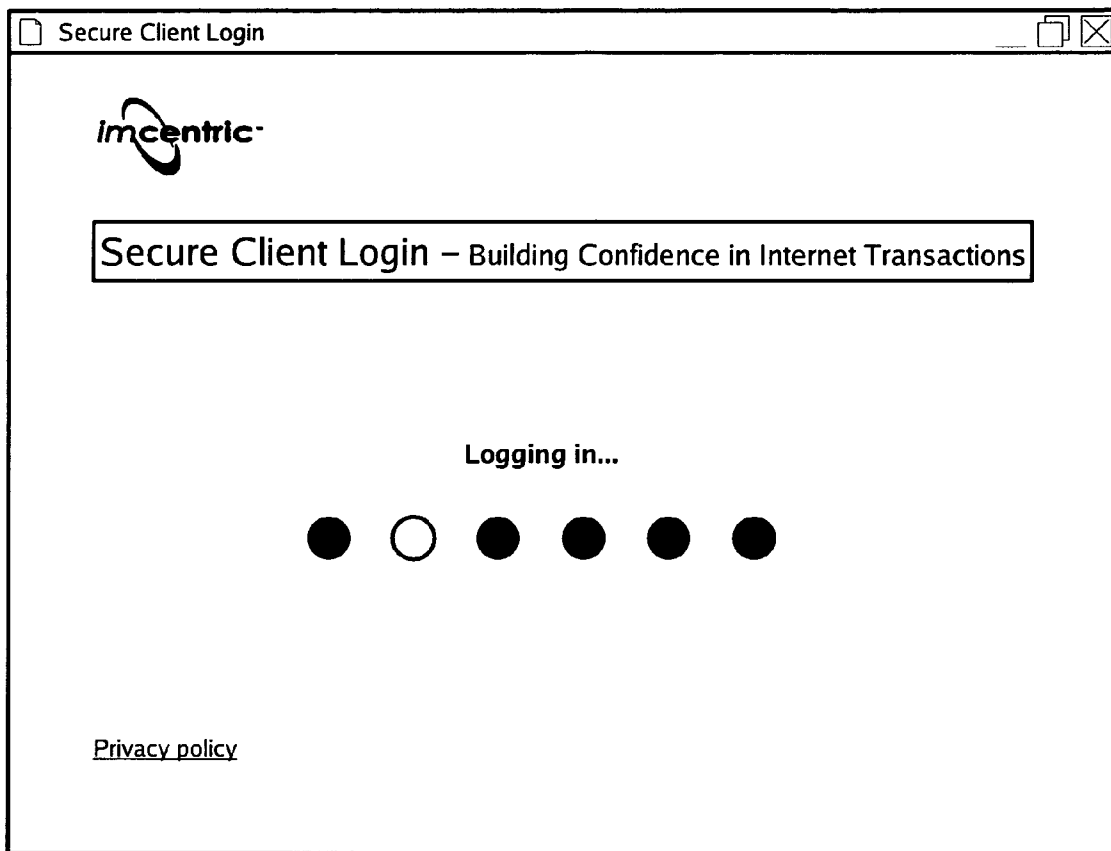 Secure Client Login
imcentric
Secure Client Login – Building Confidence in Internet Transactions
Logging in...
Privacy policy